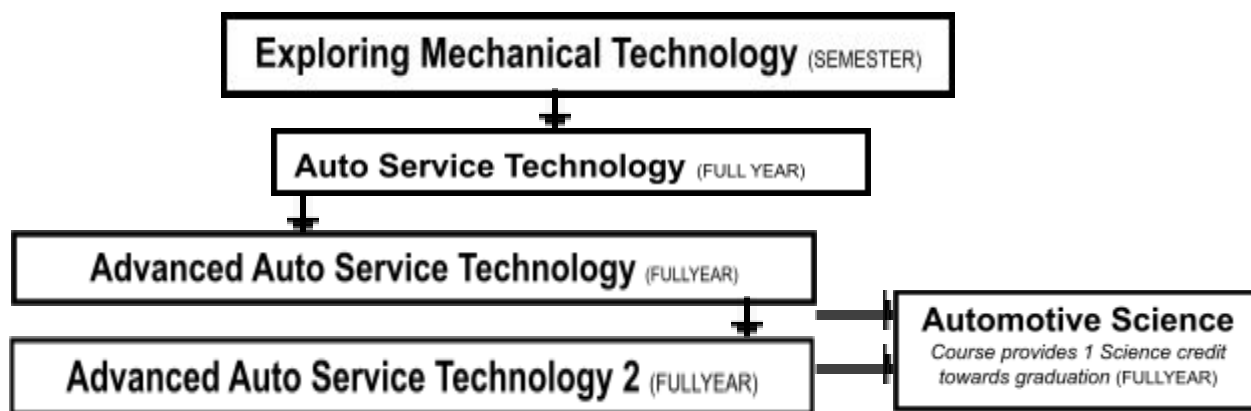 Exploring Mechanical Technology (SEMESTER)
Auto Service Technology (FULL YEAR)
Advanced Auto Service Technology (FULLYEAR)
Advanced Auto Service Technology 2 (FULLYEAR)
Automotive Science
Course provides 1 Science credit
towards graduation (FULLYEAR)